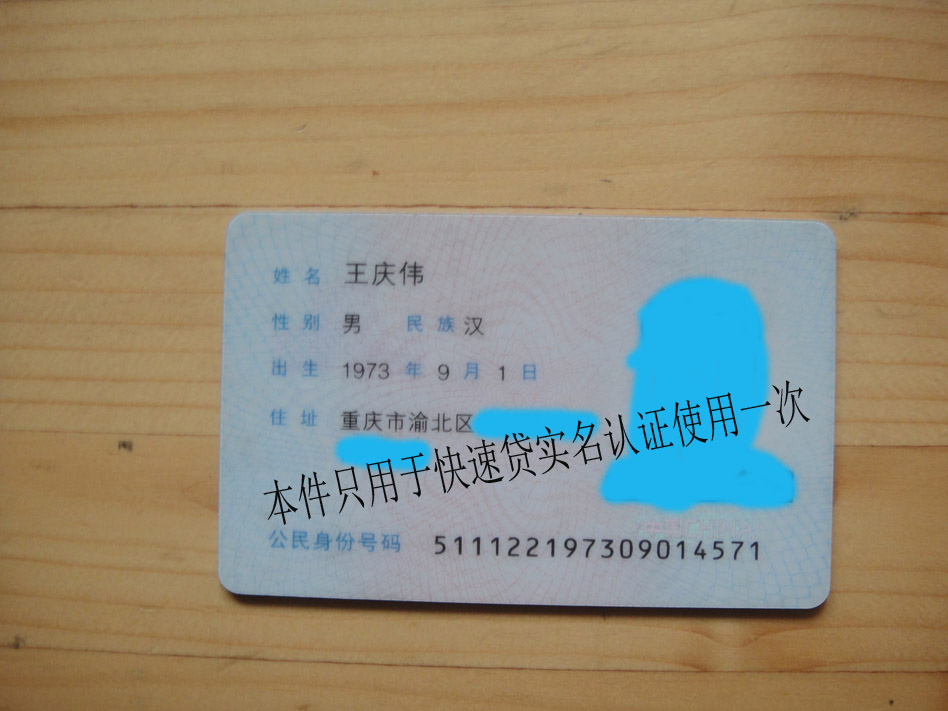 姓名 王庆伟
性别 男 民族 汉
出生 1973 年 9 月 1 日
住址 重庆市渝北区
本件只用于快速贷实名认证使用一次
公民身份号码 511122197309014571